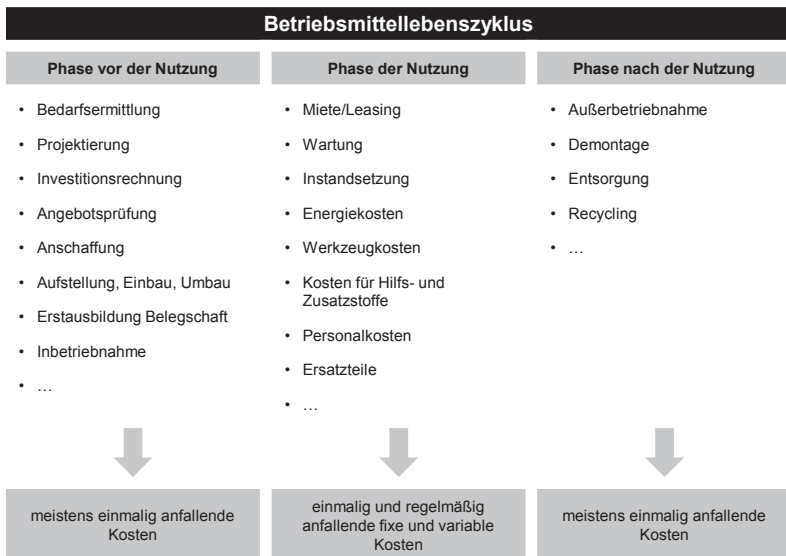 Betriebsmittellebenszyklus
Phase vor der Nutzung
• Bedarfsermittlung
• Projektierung
• Investitionsrechnung
• Angebotsprüfung
• Anschaffung
• Aufstellung, Einbau, Umbau
• Erstausbildung Belegschaft
• Inbetriebnahme
• …
meistens einmalig anfallende
Kosten
Phase der Nutzung
• Miete/Leasing
• Wartung
• Instandsetzung
• Energiekosten
• Werkzeugkosten
• Kosten für Hilfs- und
Zusatzstoffe
• Personalkosten
• Ersatzteile
• …
einmalig und regelmäßig
anfallende fixe und variable
Kosten
Phase nach der Nutzung
• Außerbetriebnahme
• Demontage
• Entsorgung
• Recycling
• …
meistens einmalig anfallende
Kosten